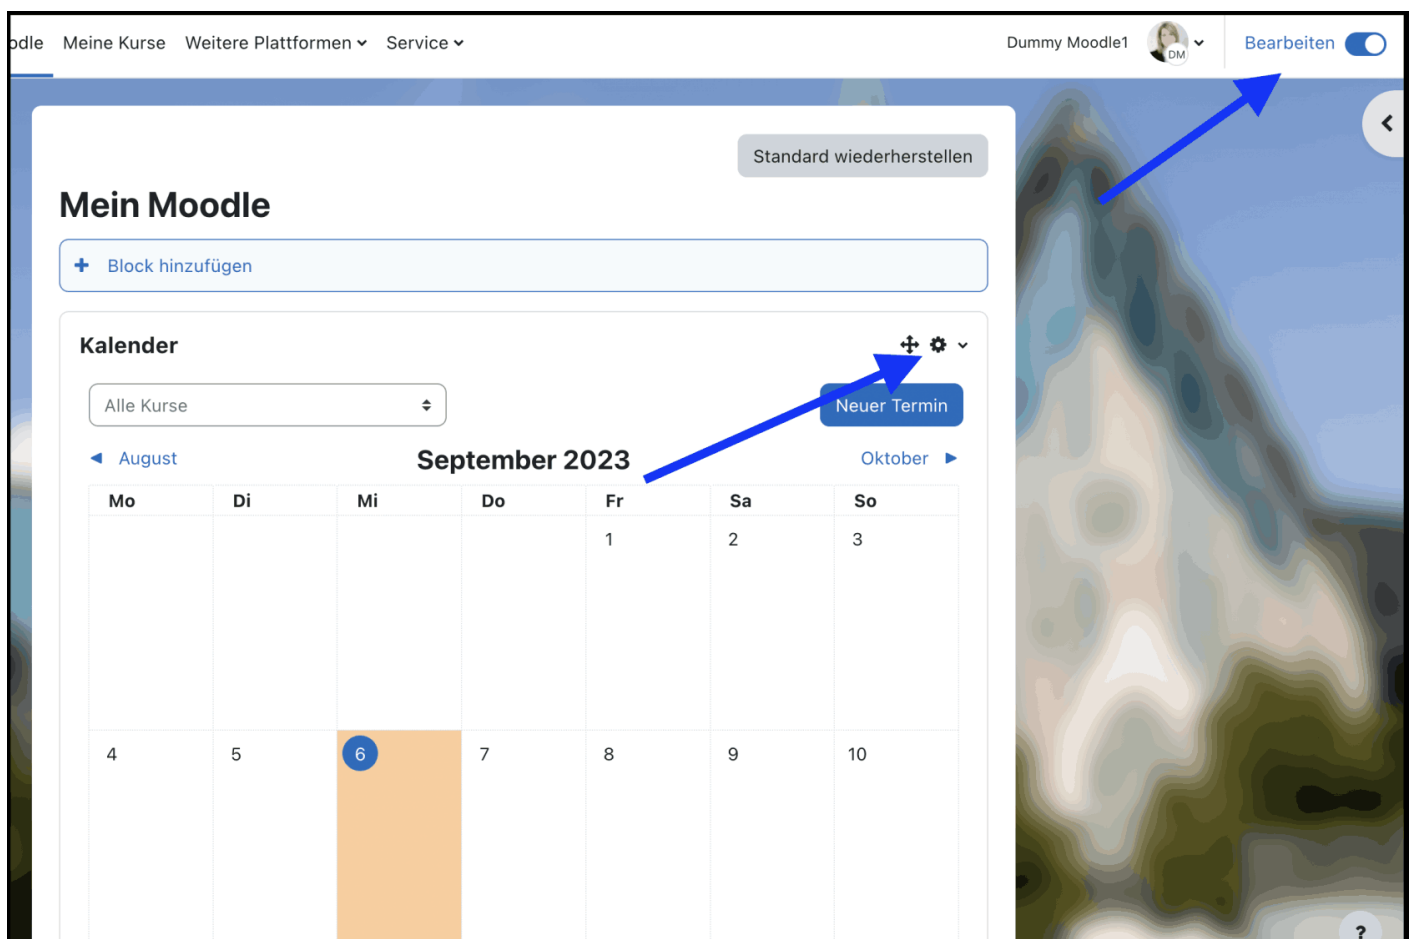 odle Meine Kurse Weitere Plattformen Service Dummy Moodle1 DM Bearbeiten
Standard wiederherstellen
Mein Moodle
+ Block hinzufügen
Kalender
Alle Kurse Neuer Termin
August September 2023 Oktober
Mo Di Mi Do Fr Sa So
1 2 3
4 5 6 7 8 9 10
?